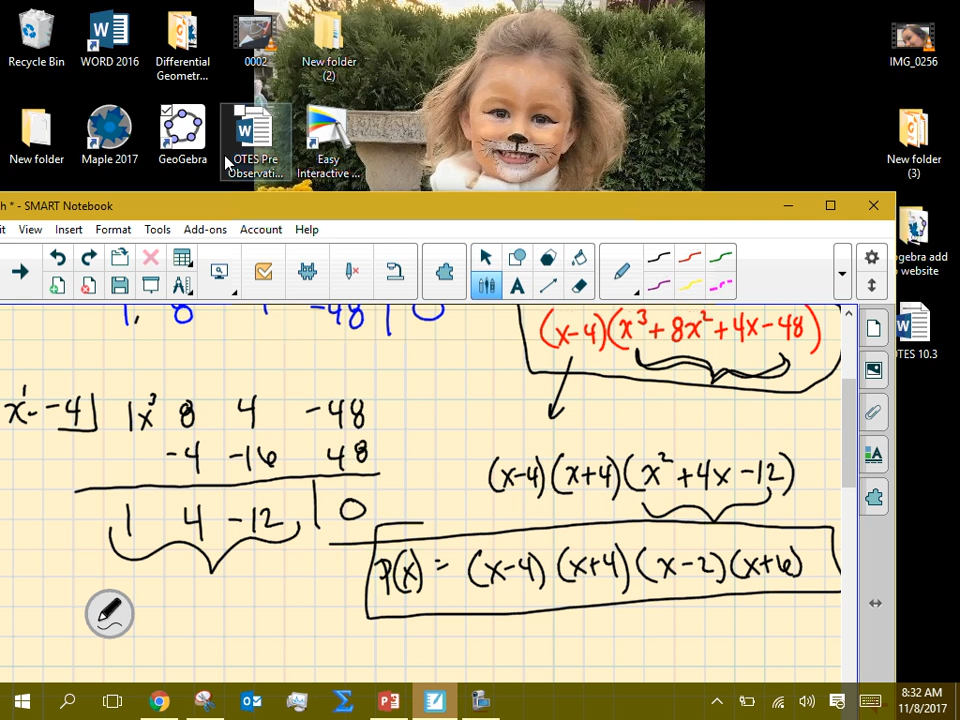 Recycle Bin
WORD 2016
Differential Geometr...
0002
New folder (2)
IMG_0256
New folder
Maple 2017
GeoGebra
OTES Pre Observati...
Easy Interactive ...
New folder (3)
h * - SMART Notebook
it View Insert Format Tools Add-ons Account Help
gebra add o website
OTES 10.3
1. 8 -48 | 0
(x-4)(x³+8x²+4x-48)
x¹= -4 | 1x³ 8 4 -48
-4 -16 48
1 4 -12 | 0
(x-4)(x+4)(x²+4x-12)
P(x) = (x-4)(x+4)(x-2)(x+6)
8:32 AM
11/8/2017